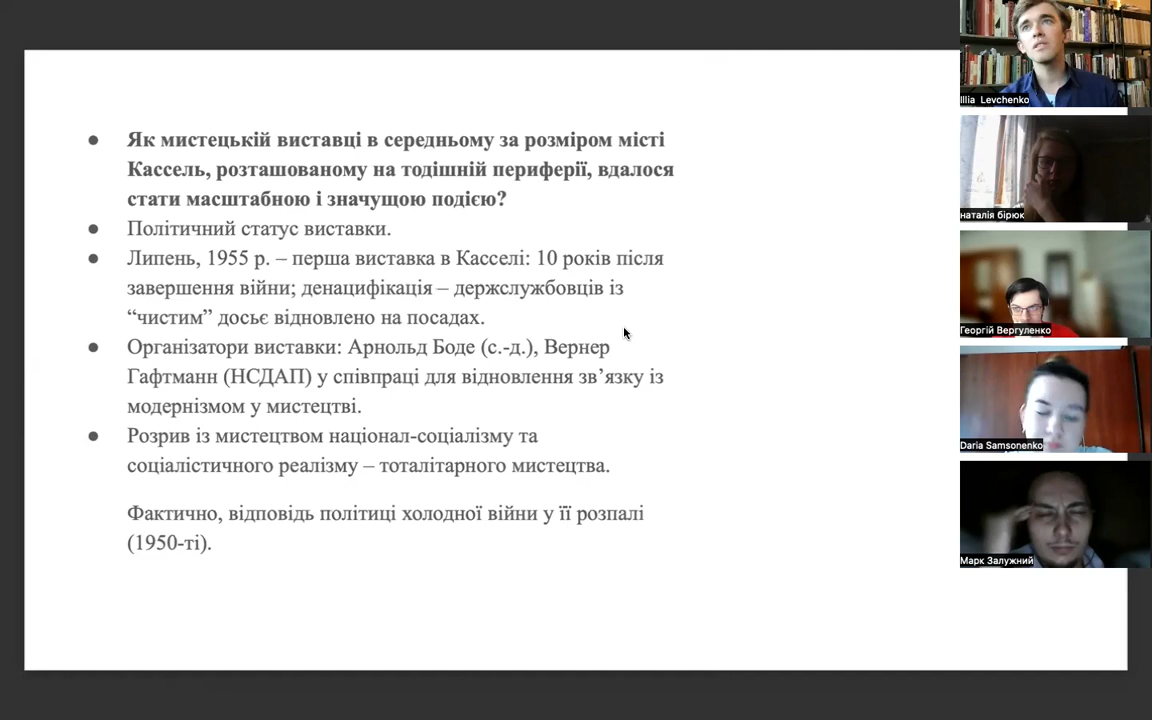 ● Як мистецькій виставці в середньому за розміром місті
Кассель, розташованому на тодішній периферії, вдалося
стати масштабною і значущою подією?
● Політичний статус виставки.
● Липень, 1955 р. – перша виставка в Касселі: 10 років після
завершення війни; денацифікація – держслужбовців із
“чистим” досьє відновлено на посадах.
● Організатори виставки: Арнольд Боде (с.-д.), Вернер
Гафтманн (НСДАП) у співпраці для відновлення зв’язку із
модернізмом у мистецтві.
● Розрив із мистецтвом націонал-соціалізму та
соціалістичного реалізму – тоталітарного мистецтва.
Фактично, відповідь політиці холодної війни у її розпалі
(1950-ті).
Illia Levchenko
наталія бірюк
Георгій Вергуленко
Daria Samsonenko
Марк Залужний